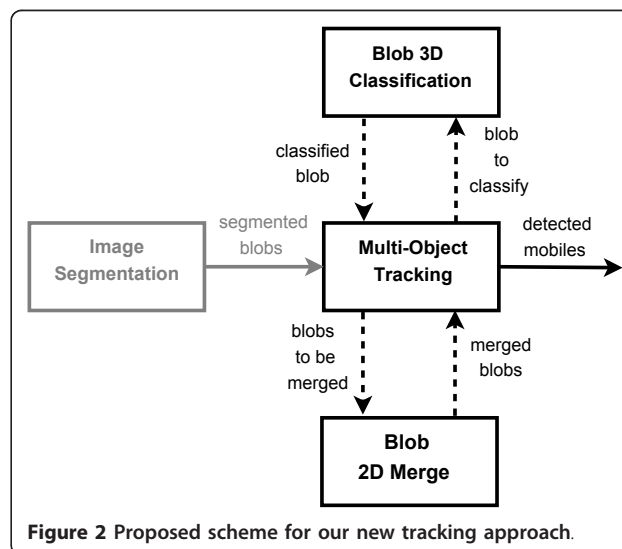 Blob 3D
Classification
classified
blob
blob
to
classify
segmented
blobs
detected
mobiles
Image
Segmentation
Multi-Object
Tracking
blobs
to be
merged
merged
blobs
Blob
2D Merge
Figure 2 Proposed scheme for our new tracking approach.